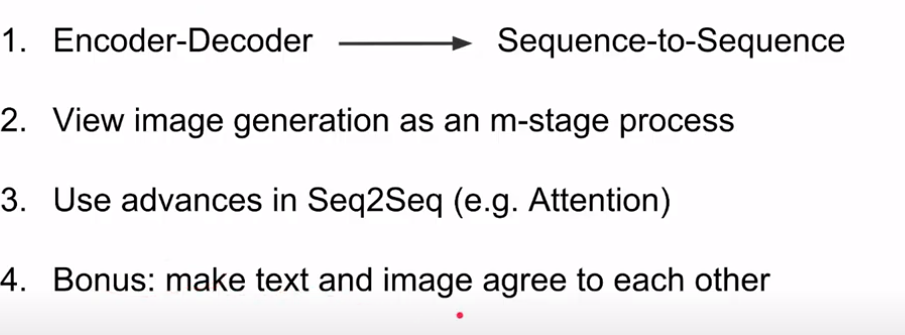 1. Encoder-Decoder ⟶ Sequence-to-Sequence
2. View image generation as an m-stage process
3. Use advances in Seq2Seq (e.g. Attention)
4. Bonus: make text and image agree to each other